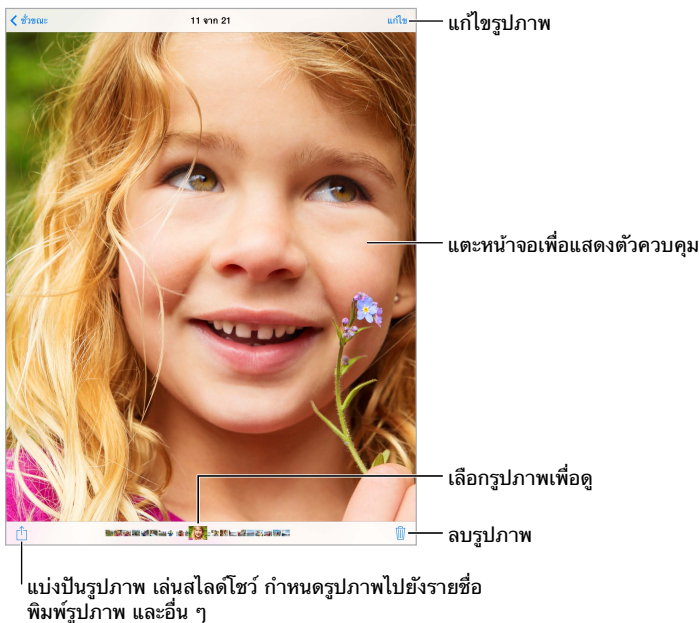 ชั่วขณะ 11 จาก 21 แก้ไข
แก้ไขรูปภาพ
แตะหน้าจอเพื่อแสดงตัวควบคุม
เลือกรูปภาพเพื่อดู
ลบรูปภาพ
แบ่งปันรูปภาพ เล่นสไลด์โชว์ กำหนดรูปภาพไปยังรายชื่อ
พิมพ์รูปภาพ และอื่น ๆ